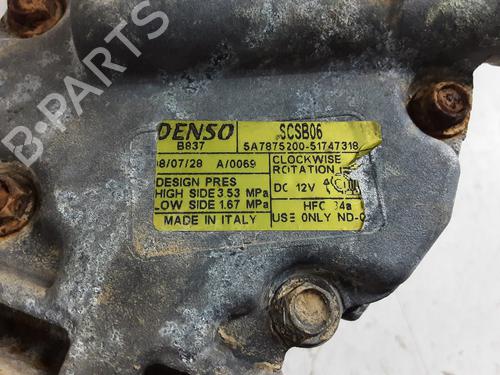 DENSO SCSB06
B837 5A7875200-51747318
08/07/28 A/0069 CLOCKWISE ROTATION
DESIGN PRES
HIGH SIDE 3.53 MPa DC 12V
LOW SIDE 1.67 MPa HFC 34a
MADE IN ITALY USE ONLY ND-O